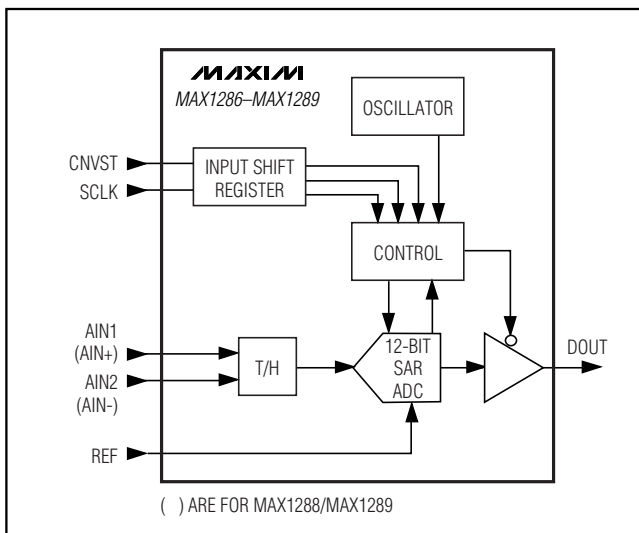 MAXIM
MAX1286–MAX1289
OSCILLATOR
CNVST
SCLK
INPUT SHIFT
REGISTER
CONTROL
AIN1
(AIN+)
AIN2
(AIN-)
T/H
12-BIT
SAR
ADC
DOUT
REF
( ) ARE FOR MAX1288/MAX1289